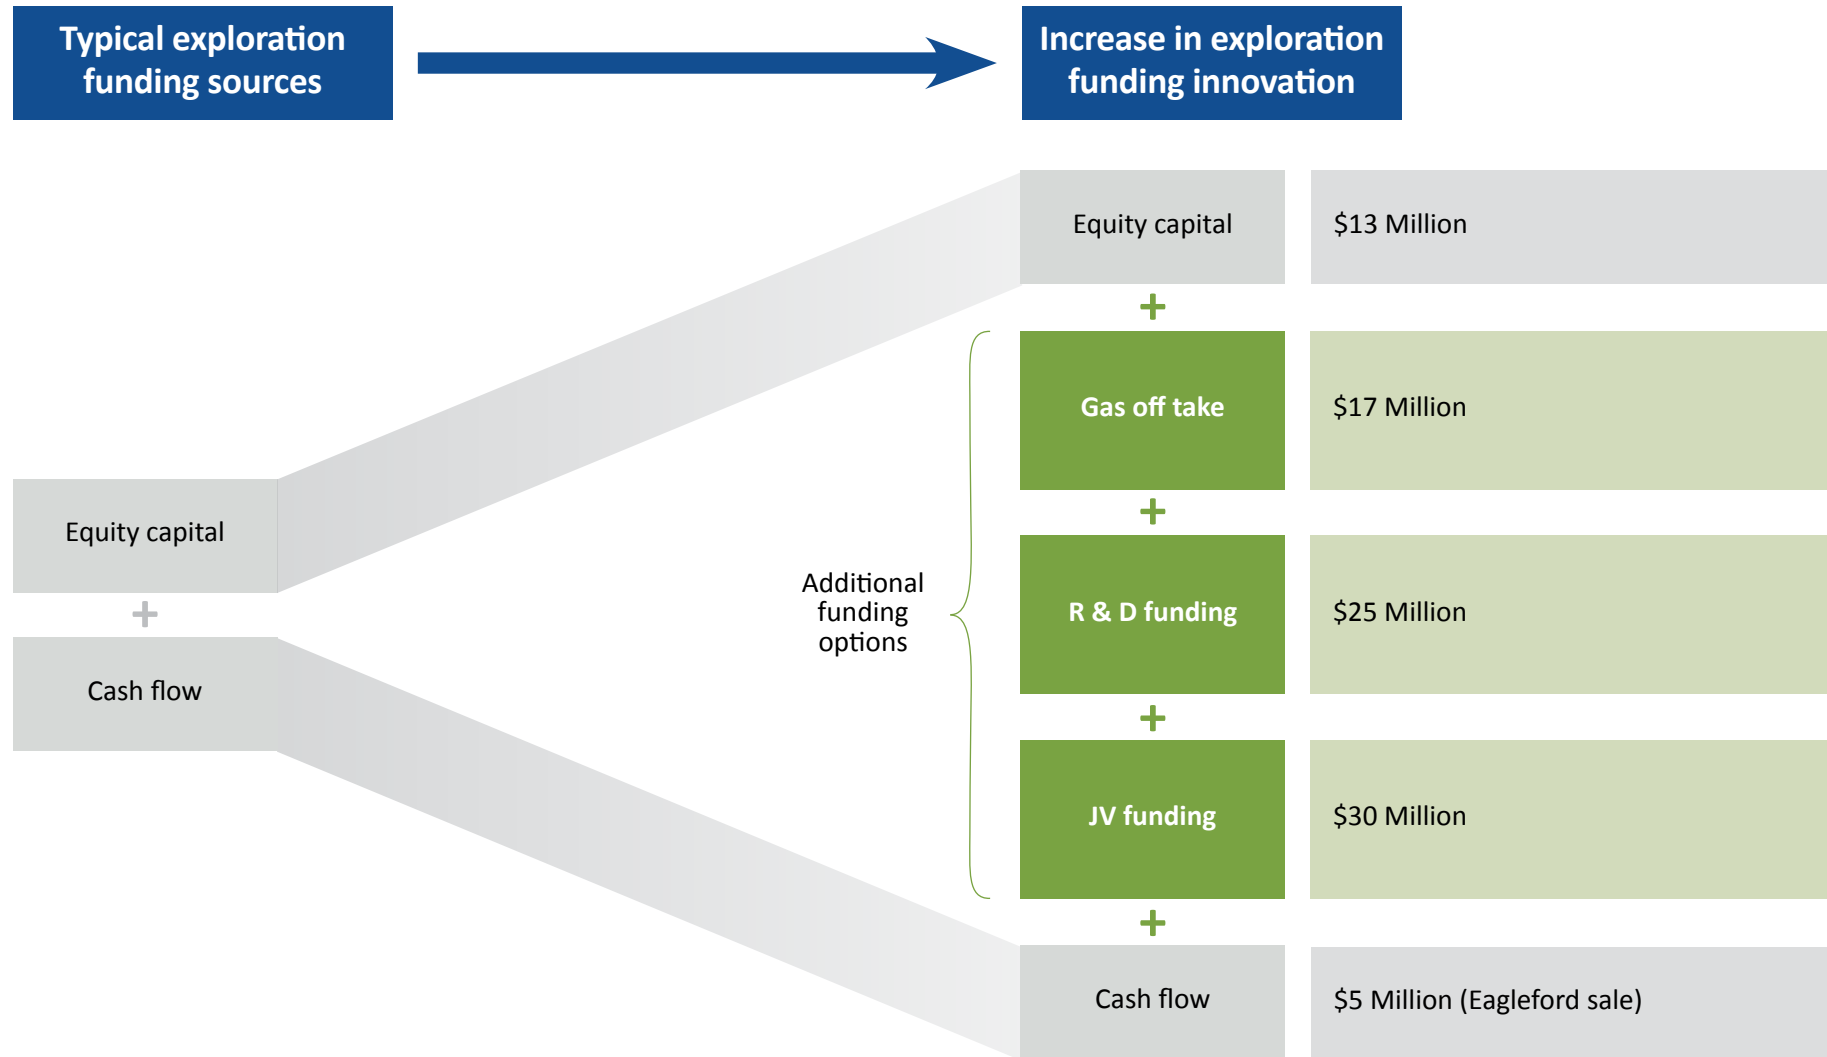 Typical exploration
funding sources
Increase in exploration
funding innovation
Equity capital
+
Cash flow
Additional
funding
options
Equity capital
$13 Million
+
Gas off take
$17 Million
+
R & D funding
$25 Million
+
JV funding
$30 Million
+
Cash flow
$5 Million (Eagleford sale)